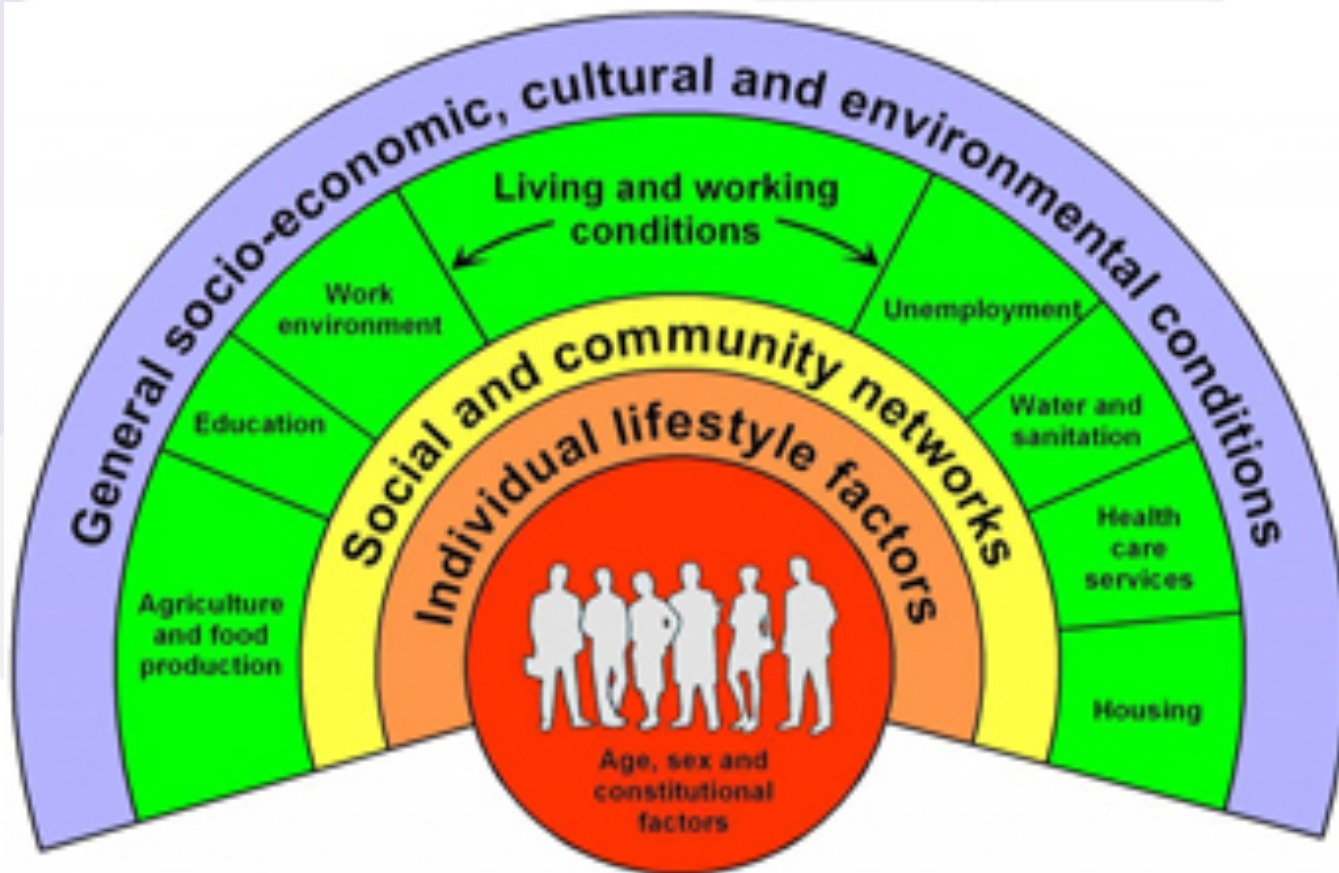 General socio-economic, cultural and environmental conditions
Living and working
conditions
Work
environment
Unemployment
Education
Water and
sanitation
Agriculture
and food
production
Health
care
services
Housing
Social and community networks
Individual lifestyle factors
Age, sex and
constitutional
factors